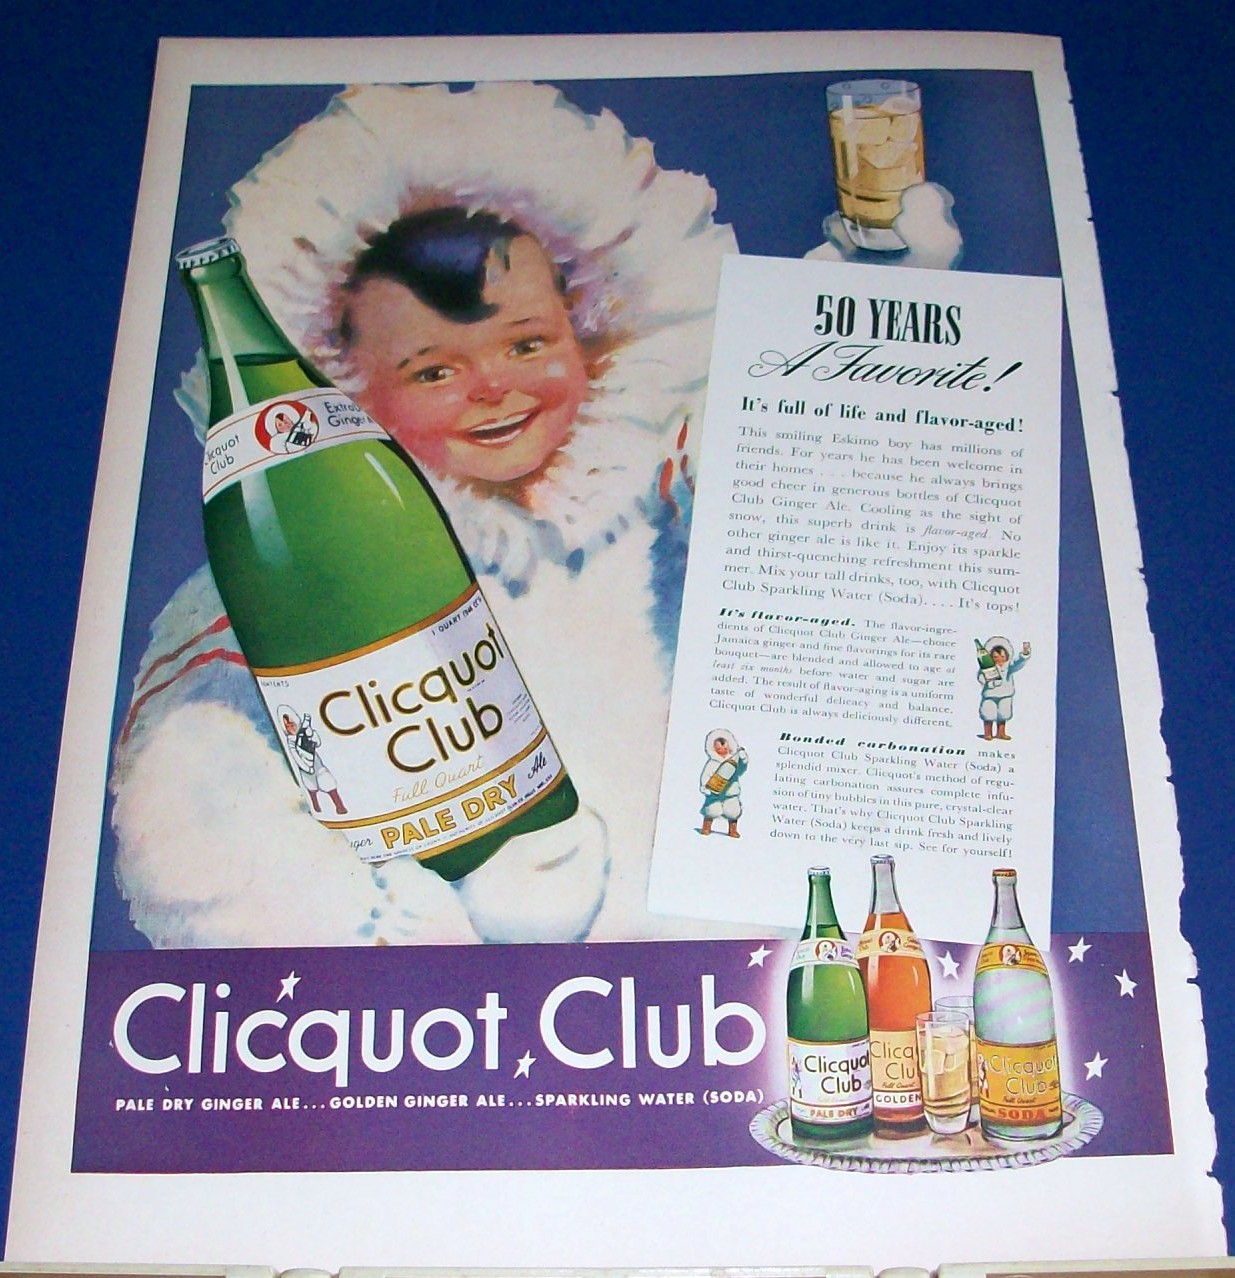 50 YEARS
A Favorite!
It's full of life and flavor-aged!
This smiling Eskimo boy has millions of
friends. For years he has been welcome in
their homes . . . because he always brings
good cheer in generous bottles of Clicquot
Club Ginger Ale. Cooling as the sight of
snow, this superb drink is flavor-aged. No
other ginger ale is like it. Enjoy its sparkle
and thirst-quenching refreshment this sum-
mer. Mix your tall drinks, too, with Clicquot
Club Sparkling Water (Soda). . . . It's tops!
It's flavor-aged. The flavor-ingre-
dients of Clicquot Club Ginger Ale—choice
Jamaica ginger and fine flavorings for its rare
bouquet—are blended and allowed to age at
least six months before water and sugar are
added. The result of flavor-aging is a uniform
taste of wonderful delicacy and balance.
Clicquot Club is always deliciously different.
Bonded carbonation makes
Clicquot Club Sparkling Water (Soda) a
splendid mixer. Clicquot's method of regu-
lating carbonation assures complete infu-
sion of tiny bubbles in this pure, crystal-clear
water. That's why Clicquot Club Sparkling
Water (Soda) keeps a drink fresh and lively
down to the very last sip. See for yourself!
Clicquot
Club
Ginger
Clicquot
Club
Full Quart
PALE DRY
Ale
Clicquot Club
PALE DRY GINGER ALE...GOLDEN GINGER ALE...SPARKLING WATER (SODA)
Clicquot
Club
PALE DRY
Clicq
Clu
Full Quart
GOLDEN
Clicquot
Club
Full Quart
SODA